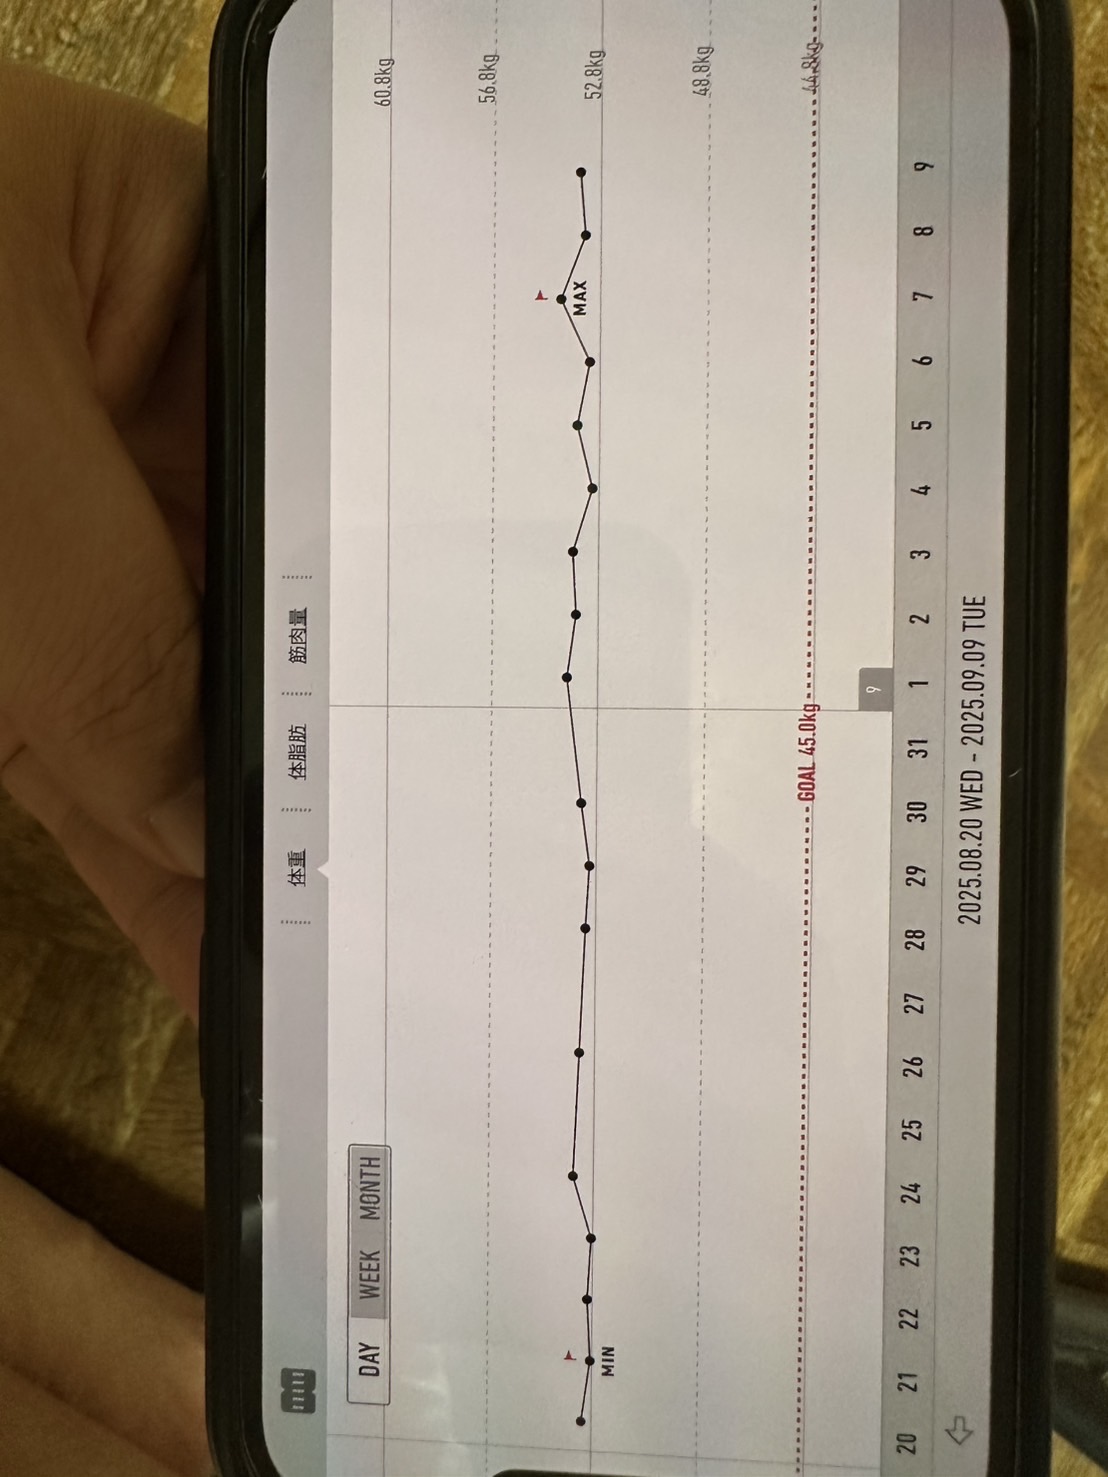 体重 体脂肪 筋肉量
DAY WEEK MONTH
60.8kg
56.8kg
52.8kg
48.8kg
44.8kg
MIN
MAX
GOAL 45.0kg
9
20 21 22 23 24 25 26 27 28 29 30 31 1 2 3 4 5 6 7 8 9
2025.08.20 WED - 2025.09.09 TUE